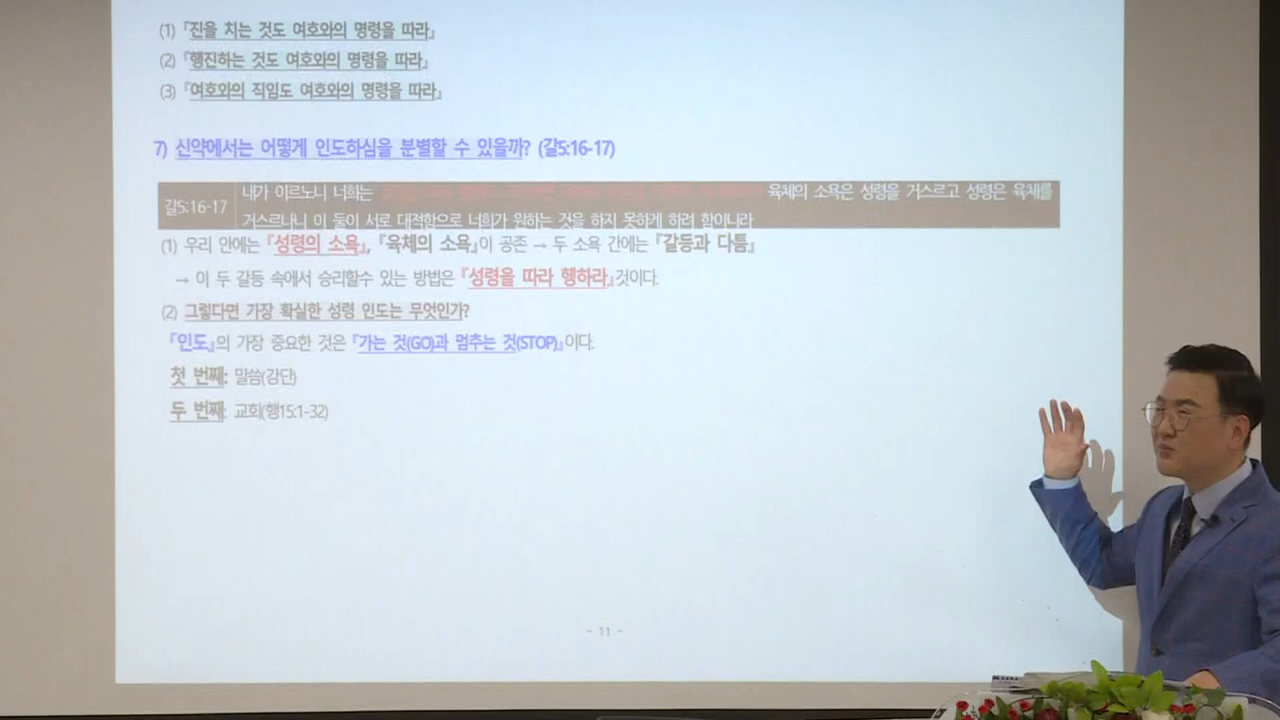 (1) 『진을 치는 것도 여호와의 명령을 따라』
(2) 『행진하는 것도 여호와의 명령을 따라』
(3) 『여호와의 직임도 여호와의 명령을 따라』
7) 신약에서는 어떻게 인도하심을 분별할 수 있을까? (갈5:16-17)
갈5:16-17
내가 이르노니 너희는 육체의 소욕은 성령을 거스르고 성령은 육체를
거스르나니 이 둘이 서로 대적함으로 너희가 원하는 것을 하지 못하게 하려 함이니라
(1) 우리 안에는 『성령의 소욕』, 『육체의 소욕』이 공존 → 두 소욕 간에는 『갈등과 다툼』
→ 이 두 갈등 속에서 승리할수 있는 방법은 『성령을 따라 행하라』것이다.
(2) 그렇다면 가장 확실한 성령 인도는 무엇인가?
『인도』의 가장 중요한 것은 『가는 것(GO)과 멈추는 것(STOP)』이다.
첫 번째: 말씀(강단)
두 번째: 교회(행15:1-32)
- 11 -